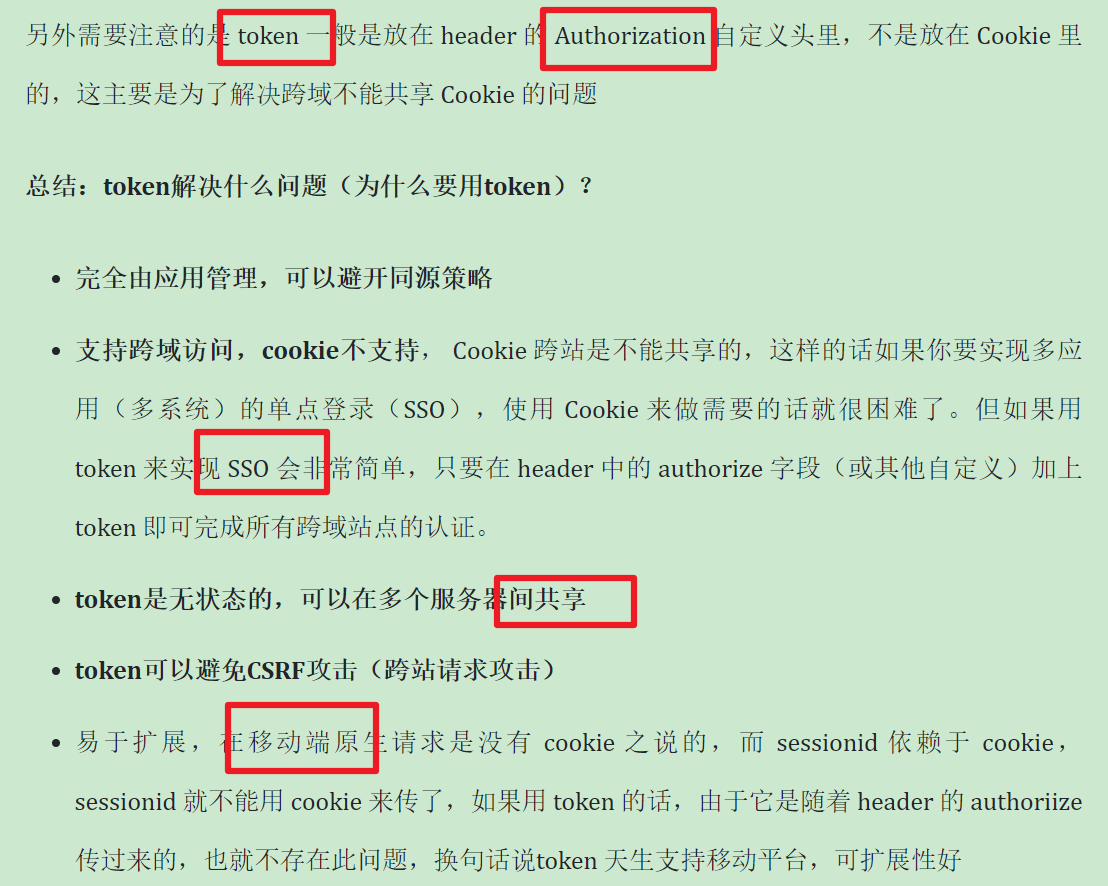 另外需要注意的是 token 一般是放在 header 的 Authorization 自定义头里，不是放在 Cookie 里
的，这主要是为了解决跨域不能共享 Cookie 的问题
总结：token解决什么问题（为什么要用token）？
• 完全由应用管理，可以避开同源策略
• 支持跨域访问，cookie不支持， Cookie 跨站是不能共享的，这样的话如果你要实现多应
用（多系统）的单点登录（SSO），使用 Cookie 来做需要的话就很困难了。但如果用
token 来实现 SSO 会非常简单，只要在 header 中的 authorize 字段（或其他自定义）加上
token 即可完成所有跨域站点的认证。
• token是无状态的，可以在多个服务器间共享
• token可以避免CSRF攻击（跨站请求攻击）
• 易于扩展，在移动端原生请求是没有 cookie 之说的，而 sessionid 依赖于 cookie，
sessionid 就不能用 cookie 来传了，如果用 token 的话，由于它是随着 header 的 authoriize
传过来的，也就不存在此问题，换句话说token 天生支持移动平台，可扩展性好